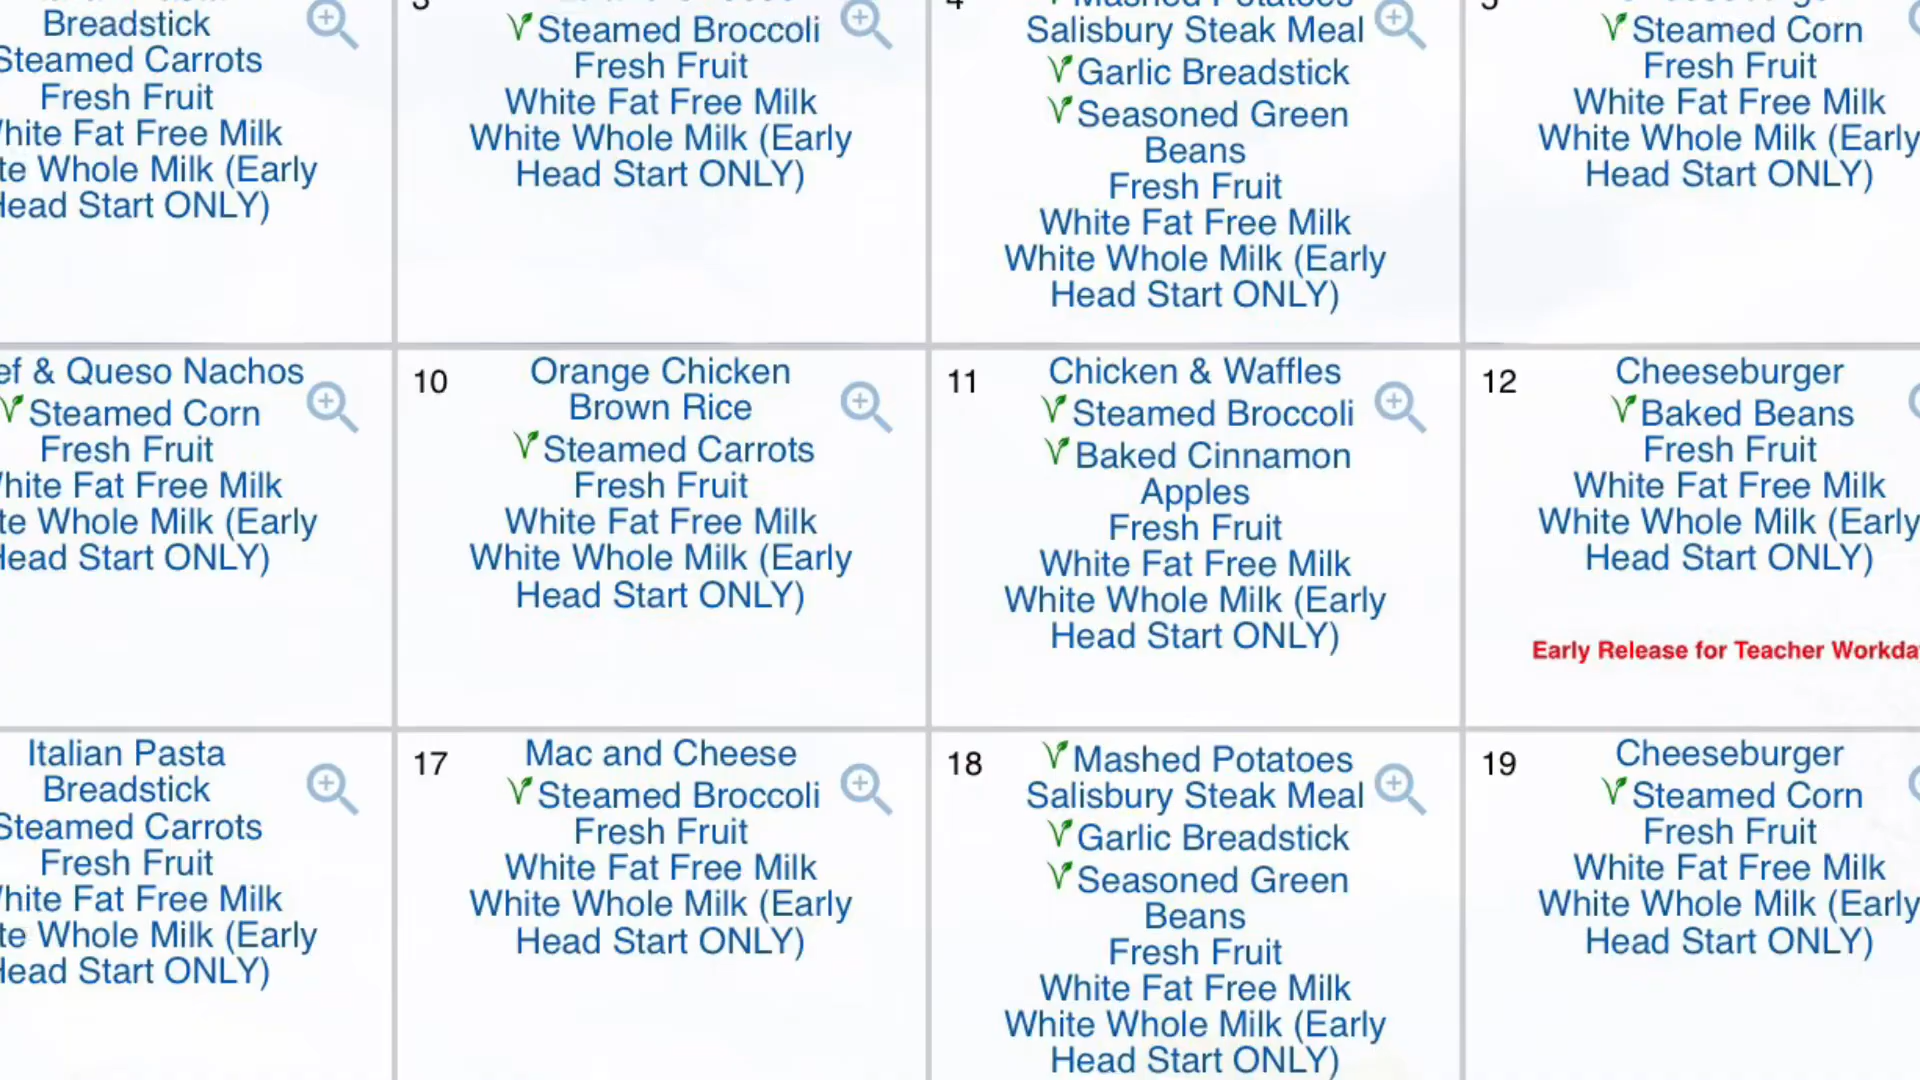 Breadstick
Steamed Carrots
Fresh Fruit
White Fat Free Milk
Whole Milk (Early
Head Start ONLY)
3
Steamed Broccoli
Fresh Fruit
White Fat Free Milk
White Whole Milk (Early
Head Start ONLY)
4
Mashed Potatoes
Salisbury Steak Meal
Garlic Breadstick
Seasoned Green
Beans
Fresh Fruit
White Fat Free Milk
White Whole Milk (Early
Head Start ONLY)
5
Steamed Corn
Fresh Fruit
White Fat Free Milk
White Whole Milk (Early
Head Start ONLY)
& Queso Nachos
Steamed Corn
Fresh Fruit
White Fat Free Milk
Whole Milk (Early
Head Start ONLY)
10
Orange Chicken
Brown Rice
Steamed Carrots
Fresh Fruit
White Fat Free Milk
White Whole Milk (Early
Head Start ONLY)
11
Chicken & Waffles
Steamed Broccoli
Baked Cinnamon
Apples
Fresh Fruit
White Fat Free Milk
White Whole Milk (Early
Head Start ONLY)
12
Cheeseburger
Baked Beans
Fresh Fruit
White Fat Free Milk
White Whole Milk (Early
Head Start ONLY)
Early Release for Teacher Workda
Italian Pasta
Breadstick
Steamed Carrots
Fresh Fruit
White Fat Free Milk
Whole Milk (Early
Head Start ONLY)
17
Mac and Cheese
Steamed Broccoli
Fresh Fruit
White Fat Free Milk
White Whole Milk (Early
Head Start ONLY)
18
Mashed Potatoes
Salisbury Steak Meal
Garlic Breadstick
Seasoned Green
Beans
Fresh Fruit
White Fat Free Milk
White Whole Milk (Early
Head Start ONLY)
19
Cheeseburger
Steamed Corn
Fresh Fruit
White Fat Free Milk
White Whole Milk (Early
Head Start ONLY)